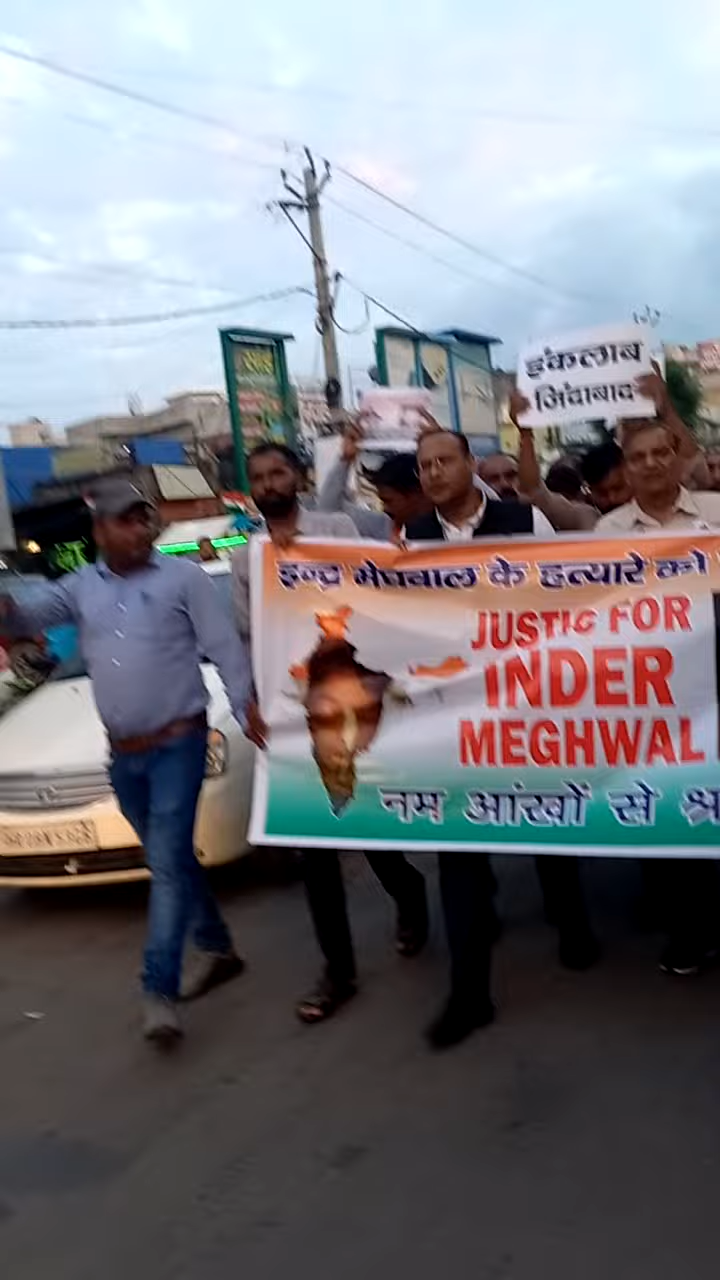 इंकलाब
जिंदाबाद
इन्द्र मेघवाल के हत्यारे को
JUSTIC FOR
INDER
MEGHWAL
नम आंखों से श्र